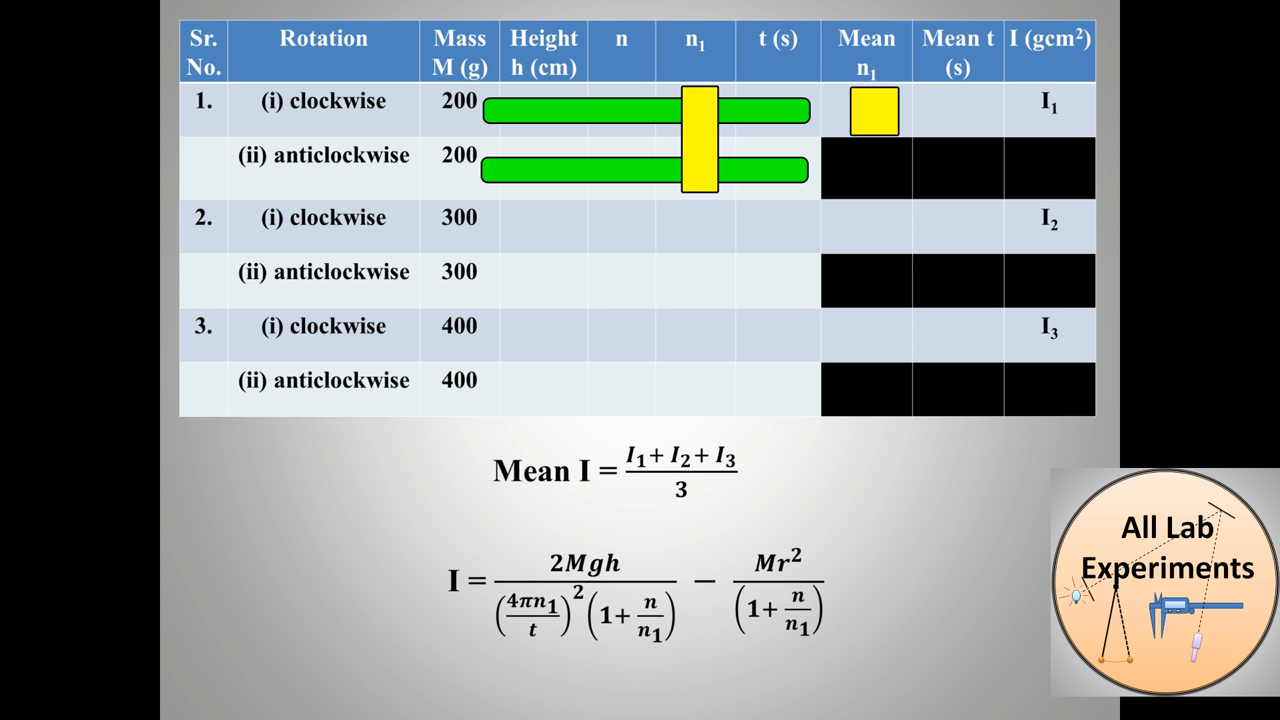 Sr. No. Rotation Mass M (g) Height h (cm) n n₁ t (s) Mean n₁ Mean t (s) I (gcm²)
1. (i) clockwise 200 I₁
(ii) anticlockwise 200
2. (i) clockwise 300 I₂
(ii) anticlockwise 300
3. (i) clockwise 400 I₃
(ii) anticlockwise 400
Mean I = (I₁ + I₂ + I₃) / 3
I = 2Mgh / ((4πn₁ / t)² (1 + n / n₁)) − Mr² / (1 + n / n₁)
All Lab
Experiments